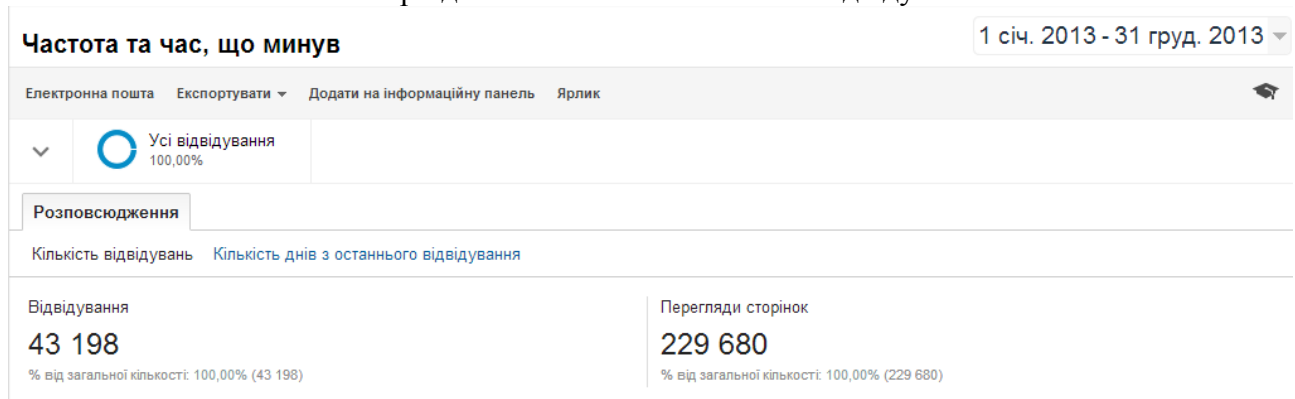 Частота та час, що минув
1 січ. 2013 - 31 груд. 2013
Електронна пошта Експортувати Додати на інформаційну панель Ярлик
Усі відвідування
100,00%
Розповсюдження
Кількість відвідувань Кількість днів з останнього відвідування
Відвідування
43 198
% від загальної кількості: 100,00% (43 198)
Перегляди сторінок
229 680
% від загальної кількості: 100,00% (229 680)